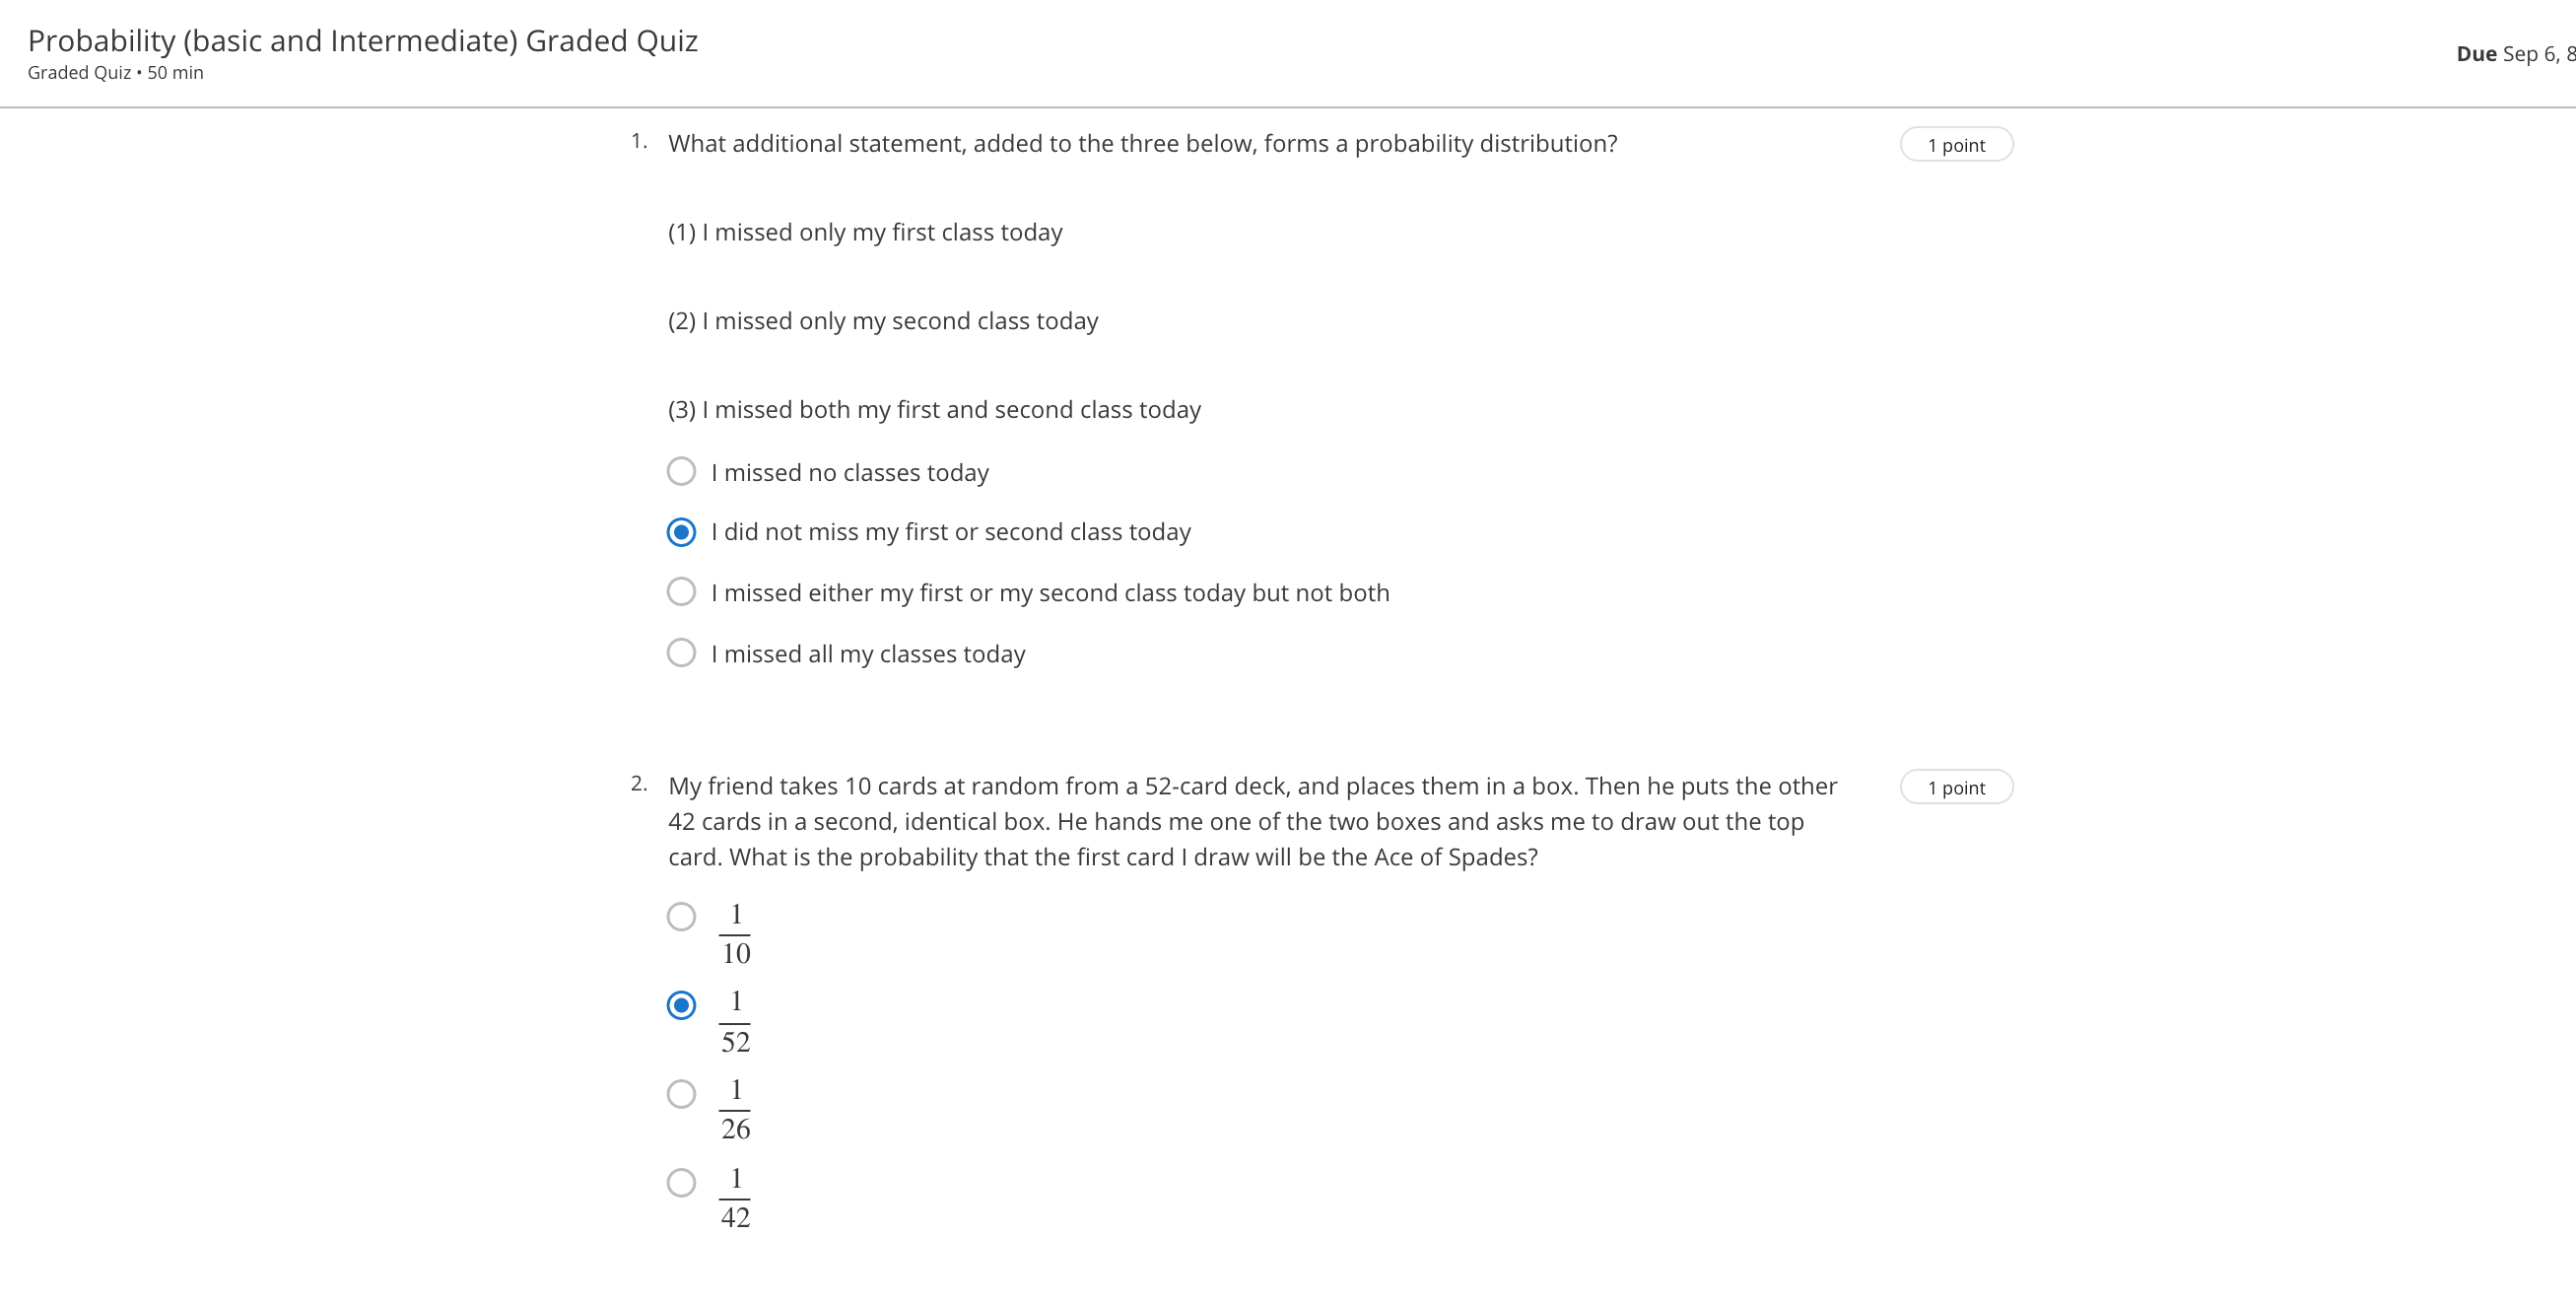 Probability (basic and Intermediate) Graded Quiz
Graded Quiz • 50 min
Due Sep 6, 8
1. What additional statement, added to the three below, forms a probability distribution?
1 point
(1) I missed only my first class today
(2) I missed only my second class today
(3) I missed both my first and second class today
I missed no classes today
I did not miss my first or second class today
I missed either my first or my second class today but not both
I missed all my classes today
2. My friend takes 10 cards at random from a 52-card deck, and places them in a box. Then he puts the other
1 point
42 cards in a second, identical box. He hands me one of the two boxes and asks me to draw out the top
card. What is the probability that the first card I draw will be the Ace of Spades?
1
10
1
52
1
26
1
42